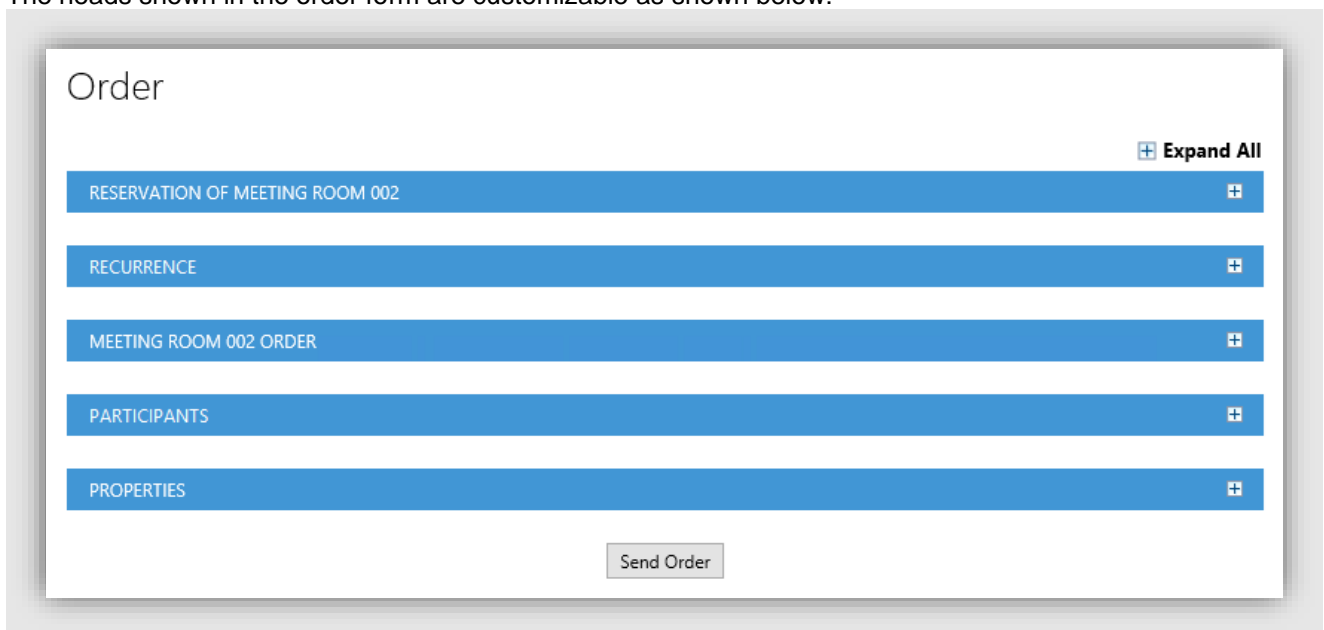 The heads shown in the order form are customizable as shown below.
Order
Expand All
RESERVATION OF MEETING ROOM 002
RECURRENCE
MEETING ROOM 002 ORDER
PARTICIPANTS
PROPERTIES
Send Order